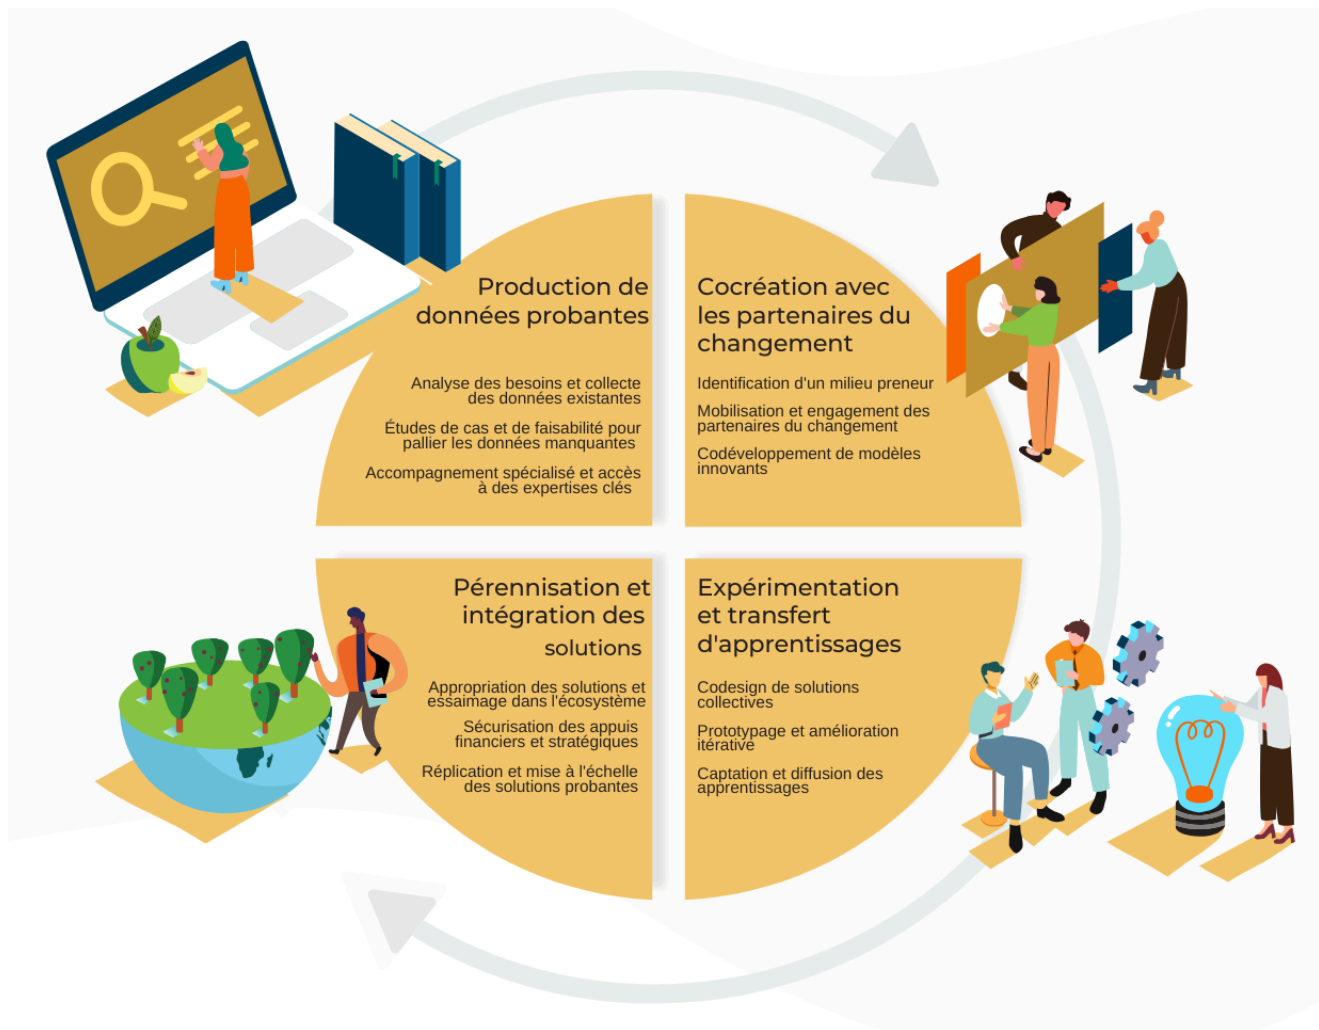 Production de
données probantes
Analyse des besoins et collecte
des données existantes
Études de cas et de faisabilité pour
pallier les données manquantes
Accompagnement spécialisé et accès
à des expertises clés
Cocréation avec
les partenaires du
changement
Identification d'un milieu preneur
Mobilisation et engagement des
partenaires du changement
Codéveloppement de modèles
innovants
Pérennisation et
intégration des
solutions
Appropriation des solutions et
essaimage dans l'écosystème
Sécurisation des appuis
financiers et stratégiques
Réplication et mise à l'échelle
des solutions probantes
Expérimentation
et transfert
d'apprentissages
Codesign de solutions
collectives
Prototypage et amélioration
itérative
Captation et diffusion des
apprentissages